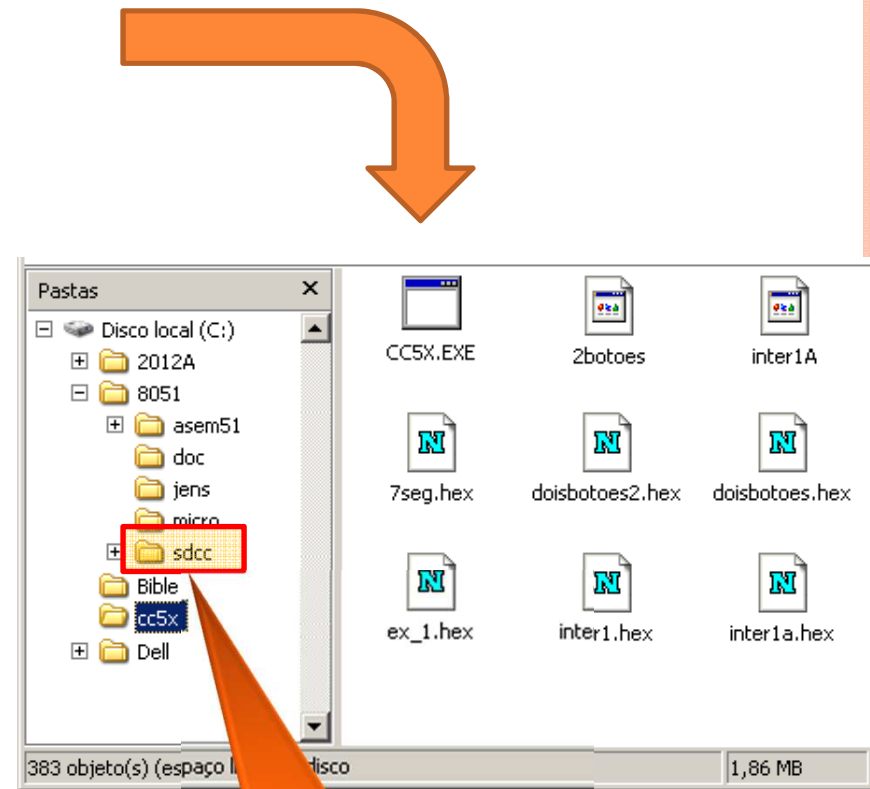 Pastas x
Disco local (C:)
2012A
8051
asem51
doc
jens
micro
sdcc
Bible
cc5x
Dell
CC5X.EXE 2botoes inter1A
7seg.hex doisbotoes2.hex doisbotoes.hex
ex_1.hex inter1.hex inter1a.hex
383 objeto(s) (espaço disco 1,86 MB